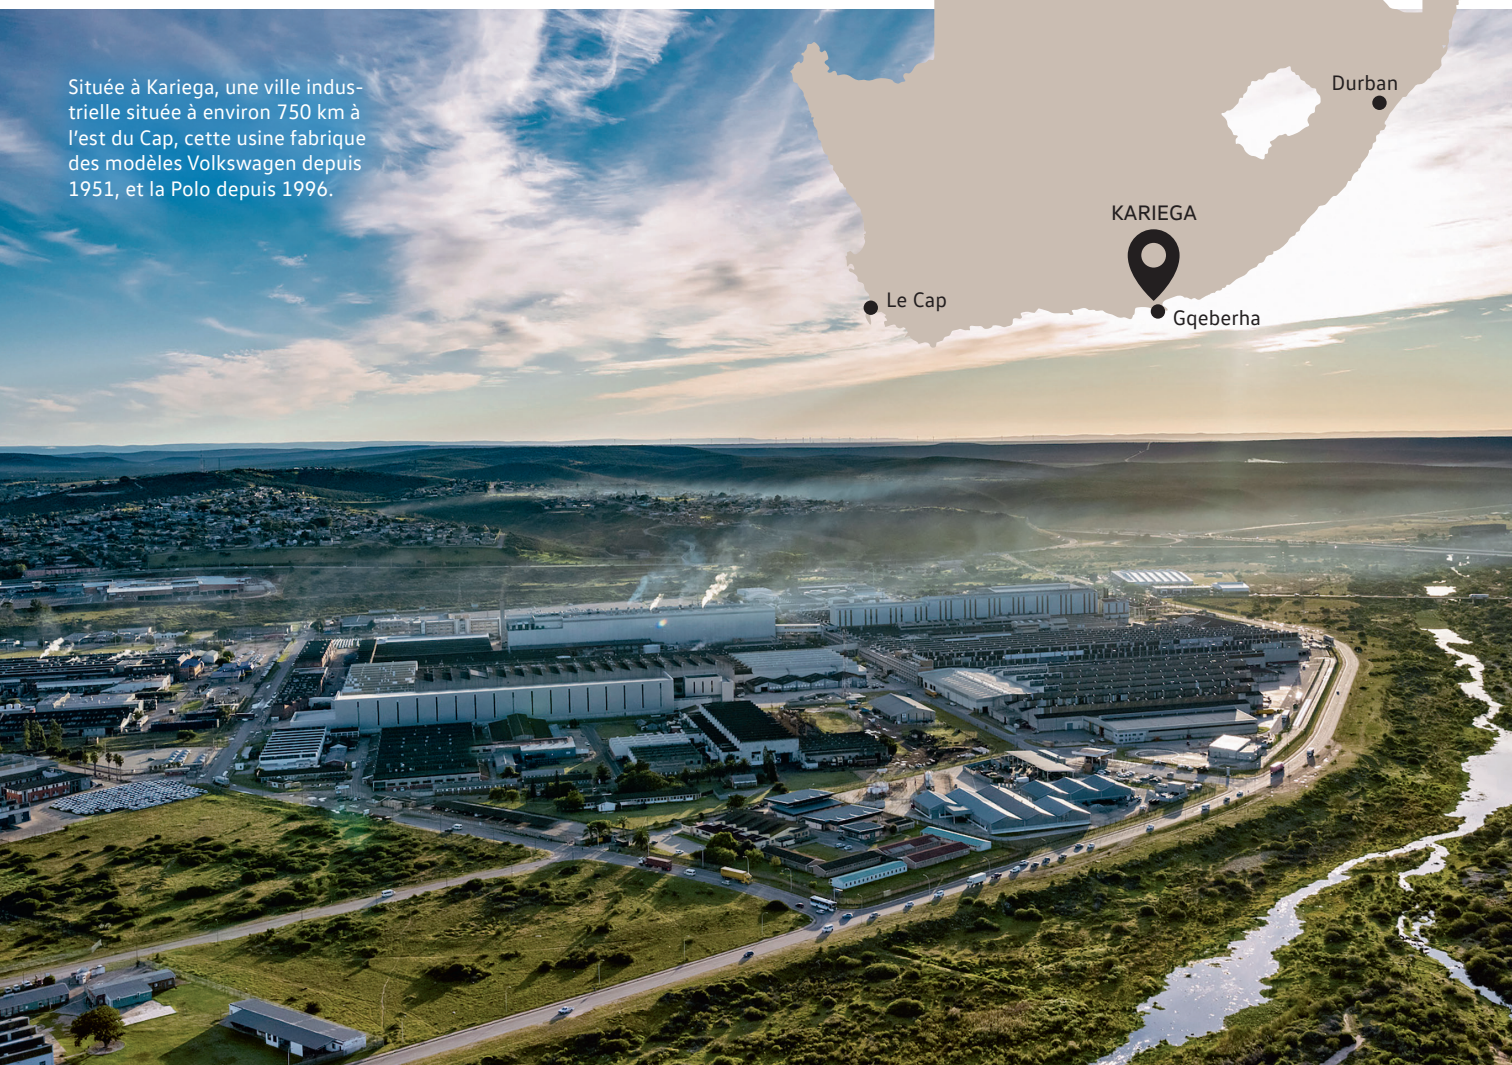 Située à Kariega, une ville indus-
trielle située à environ 750 km à
l'est du Cap, cette usine fabrique
des modèles Volkswagen depuis
1951, et la Polo depuis 1996.
Durban
KARIEGA
Le Cap
Gqeberha